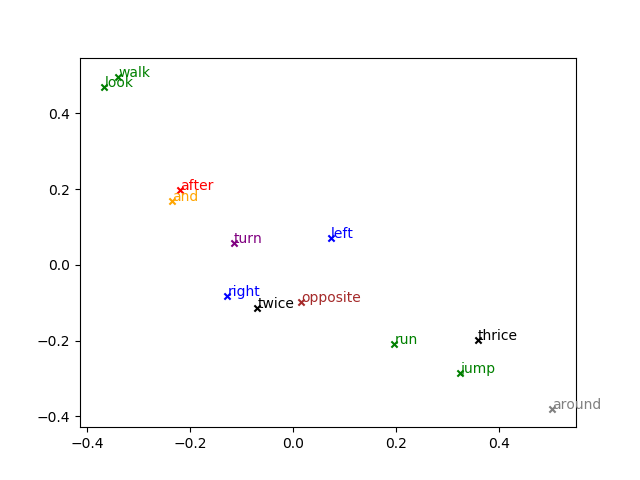 walk
look
0.4
after
0.2
and
turn
left
0.0
right
opposite
twice
−0.2
run
thrice
jump
around
−0.4
−0.4
−0.2
0.0
0.2
0.4